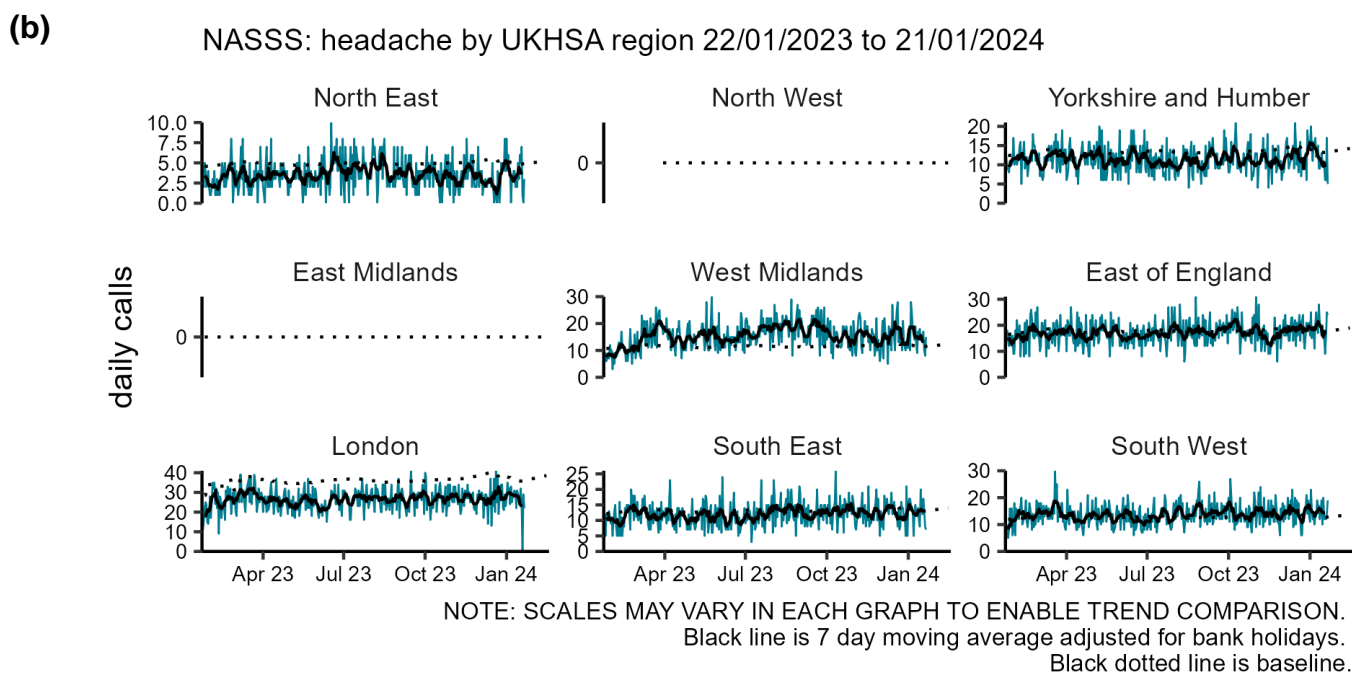 (b)
NASSS: headache by UKHSA region 22/01/2023 to 21/01/2024
daily calls
North East
10.0
7.5
5.0
2.5
0.0
North West
0
Yorkshire and Humber
20
15
10
5
0
East Midlands
0
West Midlands
30
20
10
0
East of England
30
20
10
0
London
40
30
20
10
0
South East
25
20
15
10
5
0
South West
30
20
10
0
Apr 23 Jul 23 Oct 23 Jan 24
Apr 23 Jul 23 Oct 23 Jan 24
Apr 23 Jul 23 Oct 23 Jan 24
NOTE: SCALES MAY VARY IN EACH GRAPH TO ENABLE TREND COMPARISON.
Black line is 7 day moving average adjusted for bank holidays.
Black dotted line is baseline.